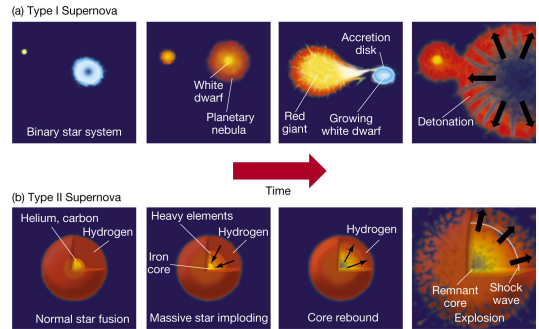 (a) Type I Supernova
Binary star system
White
dwarf
Planetary
nebula
Accretion
disk
Red
giant
Growing
white dwarf
Detonation
Time
(b) Type II Supernova
Helium, carbon
Hydrogen
Normal star fusion
Heavy elements
Hydrogen
Iron
core
Massive star imploding
Hydrogen
Core rebound
Remnant
core
Shock
wave
Explosion